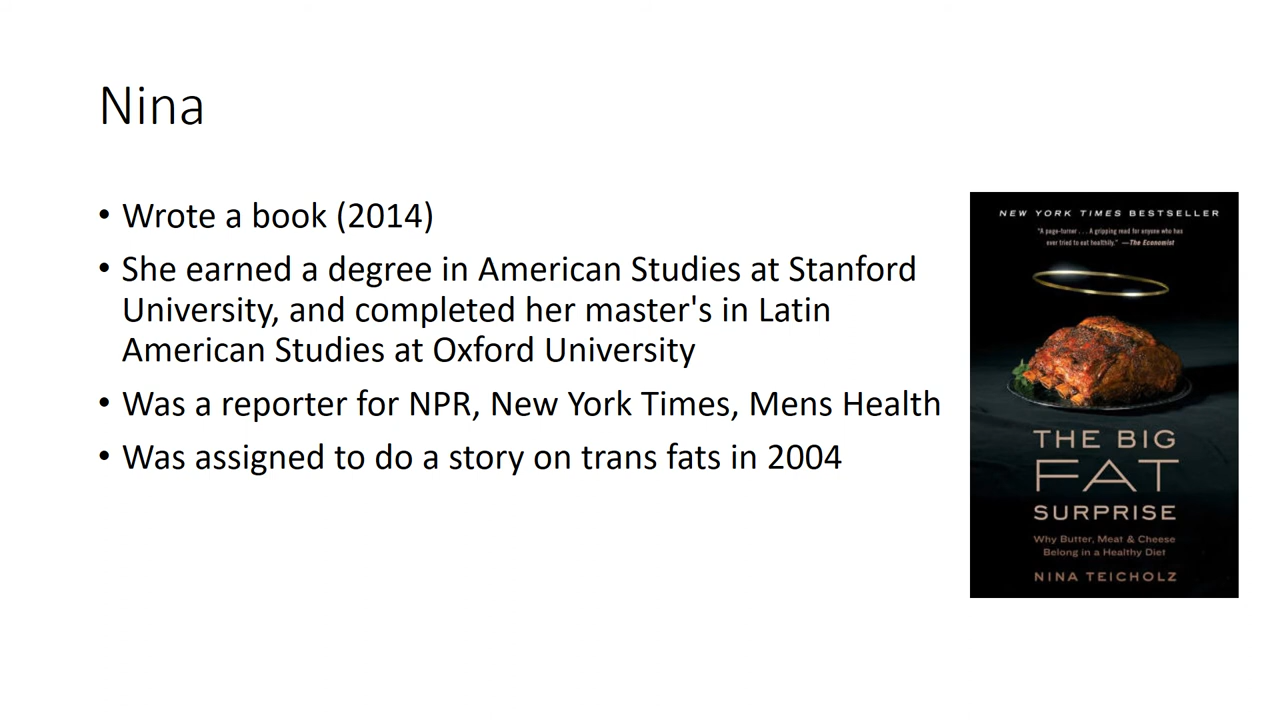 Nina
• Wrote a book (2014)
• She earned a degree in American Studies at Stanford
University, and completed her master's in Latin
American Studies at Oxford University
• Was a reporter for NPR, New York Times, Mens Health
• Was assigned to do a story on trans fats in 2004
NEW YORK TIMES BESTSELLER
"A page-turner . . . A gripping read for anyone who has
ever tried to eat healthily." —The Economist
THE BIG
FAT
SURPRISE
Why Butter, Meat & Cheese
Belong in a Healthy Diet
NINA TEICHOLZ